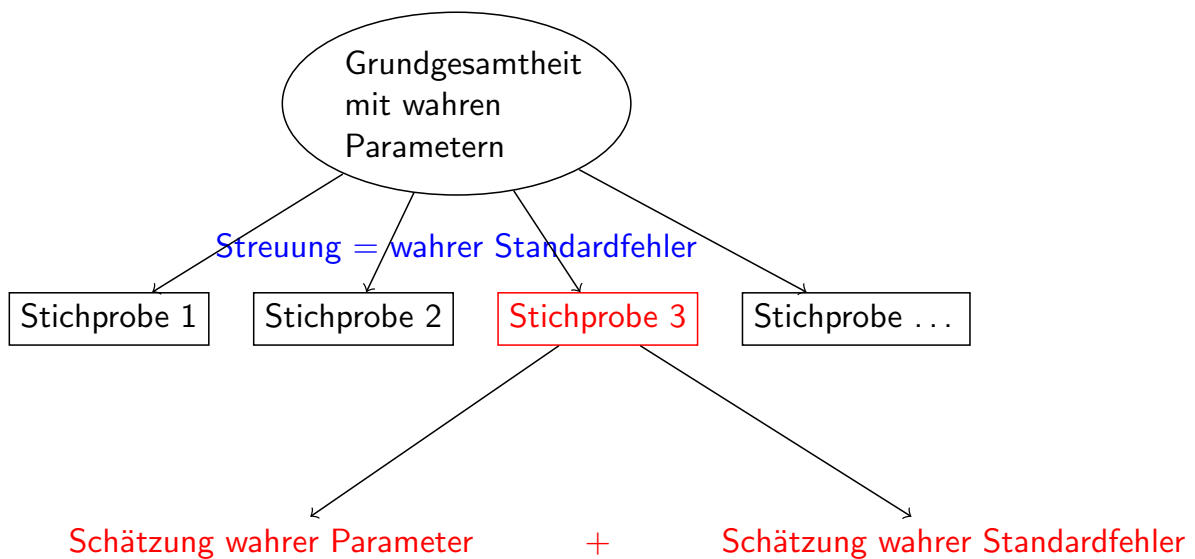 Grundgesamtheit
mit wahren
Parametern
Streuung = wahrer Standardfehler
Stichprobe 1
Stichprobe 2
Stichprobe 3
Stichprobe . . .
Schätzung wahrer Parameter + Schätzung wahrer Standardfehler